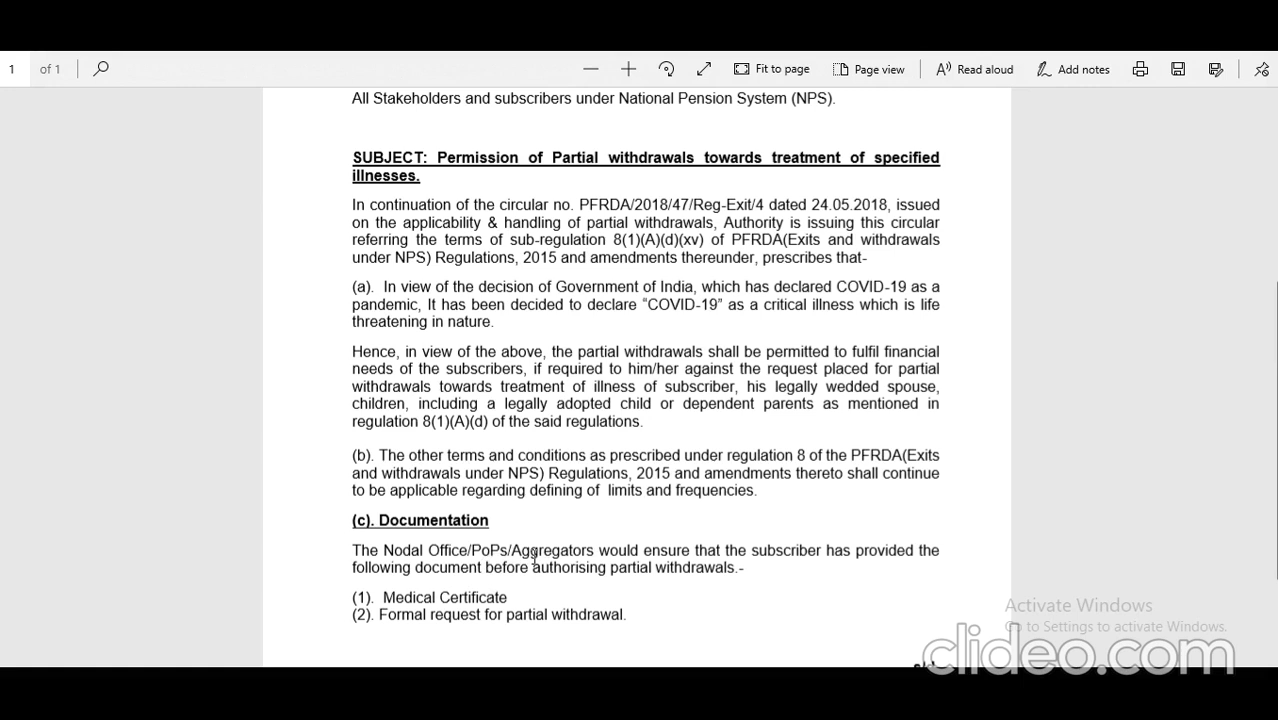 1 of 1 Fit to page Page view Read aloud Add notes
All Stakeholders and subscribers under National Pension System (NPS).
SUBJECT: Permission of Partial withdrawals towards treatment of specified
illnesses.
In continuation of the circular no. PFRDA/2018/47/Reg-Exit/4 dated 24.05.2018, issued
on the applicability & handling of partial withdrawals, Authority is issuing this circular
referring the terms of sub-regulation 8(1)(A)(d)(xv) of PFRDA(Exits and withdrawals
under NPS) Regulations, 2015 and amendments thereunder, prescribes that-
(a). In view of the decision of Government of India, which has declared COVID-19 as a
pandemic, It has been decided to declare “COVID-19” as a critical illness which is life
threatening in nature.
Hence, in view of the above, the partial withdrawals shall be permitted to fulfil financial
needs of the subscribers, if required to him/her against the request placed for partial
withdrawals towards treatment of illness of subscriber, his legally wedded spouse,
children, including a legally adopted child or dependent parents as mentioned in
regulation 8(1)(A)(d) of the said regulations.
(b). The other terms and conditions as prescribed under regulation 8 of the PFRDA(Exits
and withdrawals under NPS) Regulations, 2015 and amendments thereto shall continue
to be applicable regarding defining of limits and frequencies.
(c). Documentation
The Nodal Office/PoPs/Aggregators would ensure that the subscriber has provided the
following document before authorising partial withdrawals.-
(1). Medical Certificate
(2). Formal request for partial withdrawal.
Activate Windows
Go to Settings to activate Windows.
clideo.com